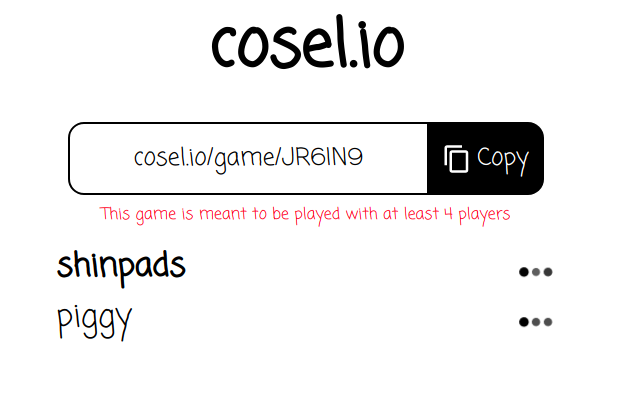 cosel.io
cosel.io/game/JR6IN9 Copy
This game is meant to be played with at least 4 players
shinpads
piggy